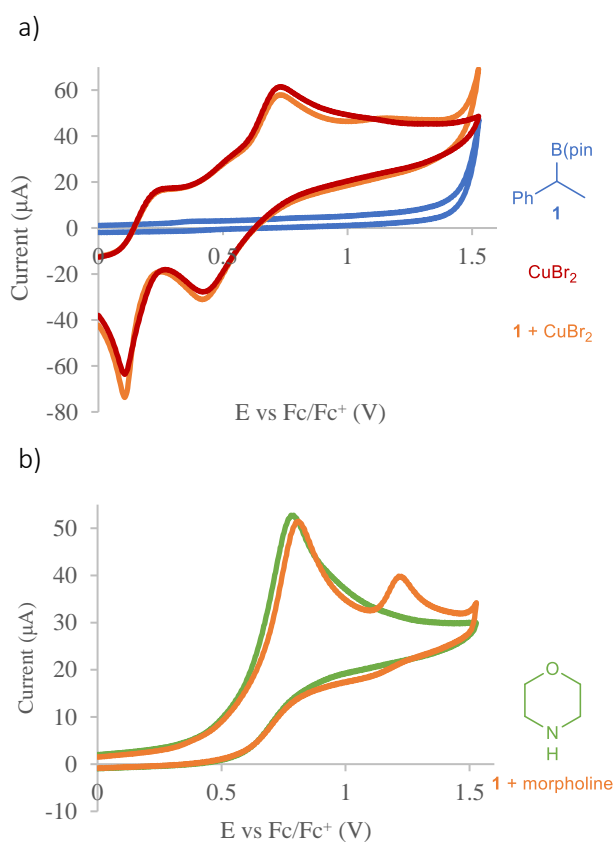 a)
60
40
20
0
-20
-40
-60
-80
0
0.5
1
1.5
Current (µA)
E vs Fc/Fc⁺ (V)
B(pin
Ph
1
CuBr₂
1 + CuBr₂
b)
50
40
30
20
10
0
-10
0
0.5
1
1.5
Current (µA)
E vs Fc/Fc⁺ (V)
O
N
H
1 + morpholine